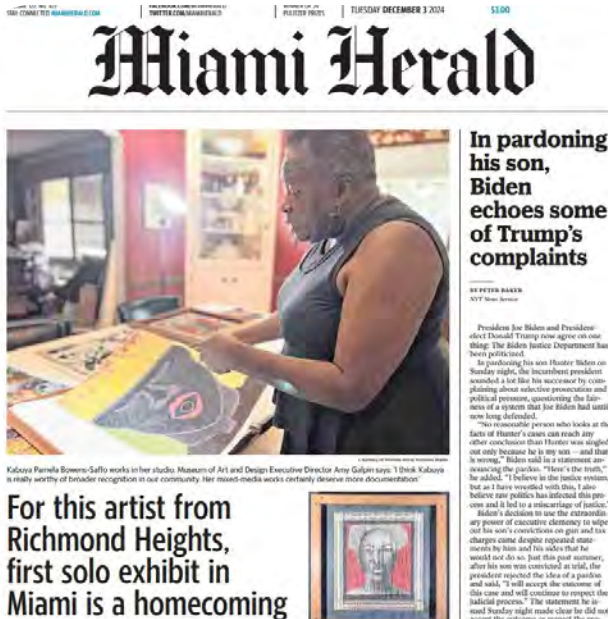 STAY CONNECTED MIAMIHERALD.COM
TWITTER.COM/MIAMIHERALD
PULITZER PRIZES
TUESDAY DECEMBER 3 2024
$3.00
Miami Herald
Kabuya Pamela Bowens-Saffo works in her studio. Museum of Art and Design Executive Director Amy Galpin says: ‘I think Kabuya
is really worthy of broader recognition in our community. Her mixed-media works certainly deserve more documentation’
For this artist from
Richmond Heights,
first solo exhibit in
Miami is a homecoming
In pardoning
his son,
Biden
echoes some
of Trump’s
complaints
BY PETER BAKER
NYT News Service
President Joe Biden and President-
elect Donald Trump now agree on one
thing: The Biden Justice Department has
been politicized.
In pardoning his son Hunter Biden on
Sunday night, the incumbent president
sounded a lot like his successor by com-
plaining about selective prosecution and
political pressure, questioning the fair-
ness of a system that Joe Biden had until
now long defended.
“No reasonable person who looks at the
facts of Hunter’s cases can reach any
other conclusion than Hunter was singled
out only because he is my son — and that
is wrong,” Biden said in a statement an-
nouncing the pardon. “Here’s the truth,”
he added. “I believe in the justice system,
but as I have wrestled with this, I also
believe raw politics has infected this pro-
cess and it led to a miscarriage of justice.”
Biden’s decision to use the extraordin-
ary power of executive clemency to wipe
out his son’s convictions on gun and tax
charges came despite repeated state-
ments by him and his aides that he
would not do so. Just this past summer,
after his son was convicted at trial, the
president rejected the idea of a pardon
and said, “I will accept the outcome of
this case and will continue to respect the
judicial process.” The statement he is-
sued Sunday night made clear he did not